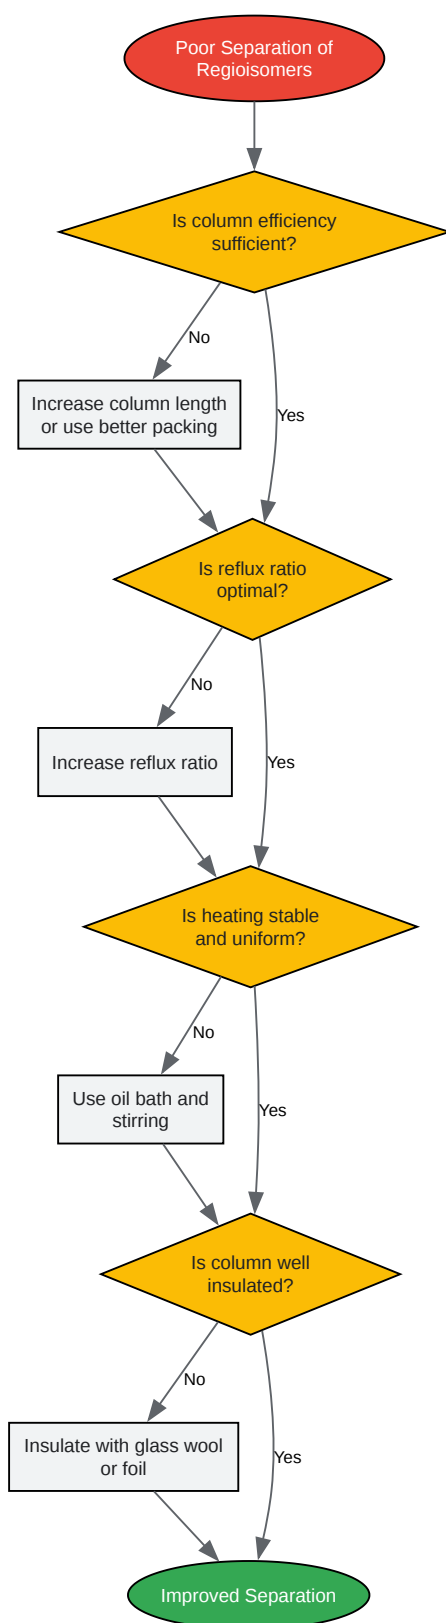 Poor Separation of
Regioisomers
Is column efficiency
sufficient?
No
Increase column length
or use better packing
Yes
Is reflux ratio
optimal?
No
Increase reflux ratio
Yes
Is heating stable
and uniform?
No
Use oil bath and
stirring
Yes
Is column well
insulated?
No
Insulate with glass wool
or foil
Yes
Improved Separation